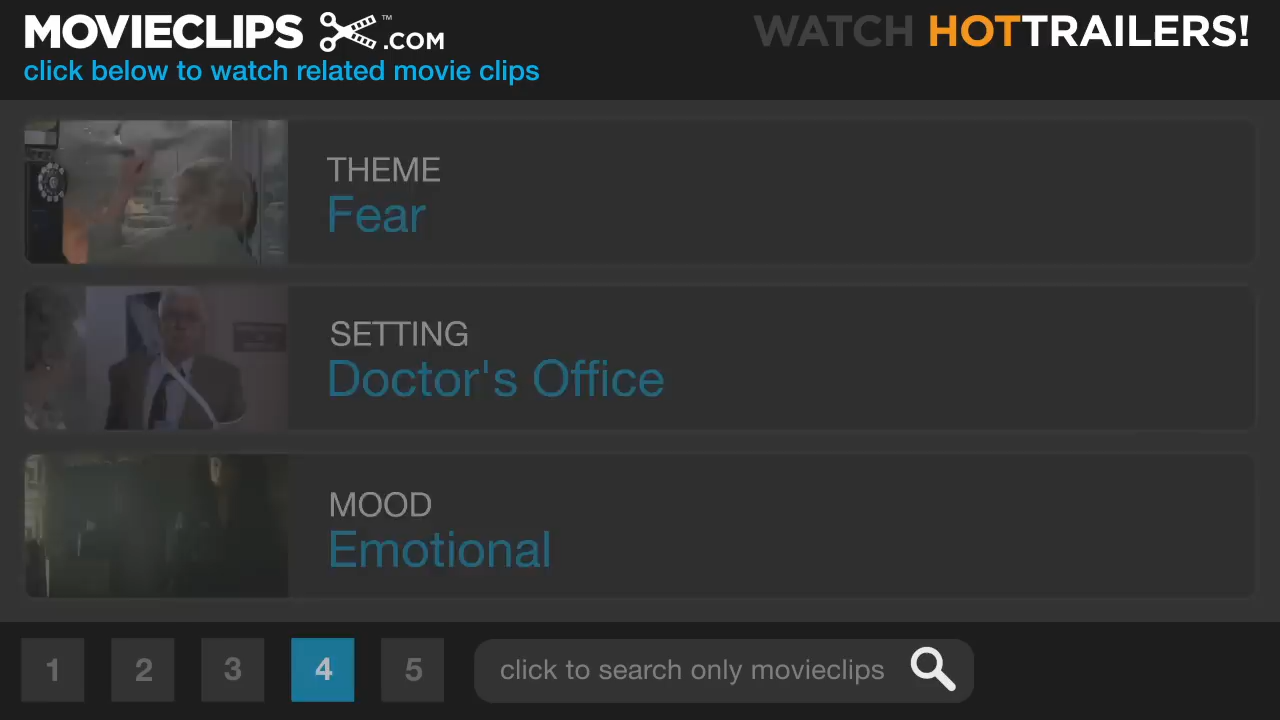 MOVIECLIPS ™ .COM
WATCH HOTTRAILERS!
click below to watch related movie clips
THEME
Fear
SETTING
Doctor's Office
MOOD
Emotional
1 2 3 4 5 click to search only movieclips